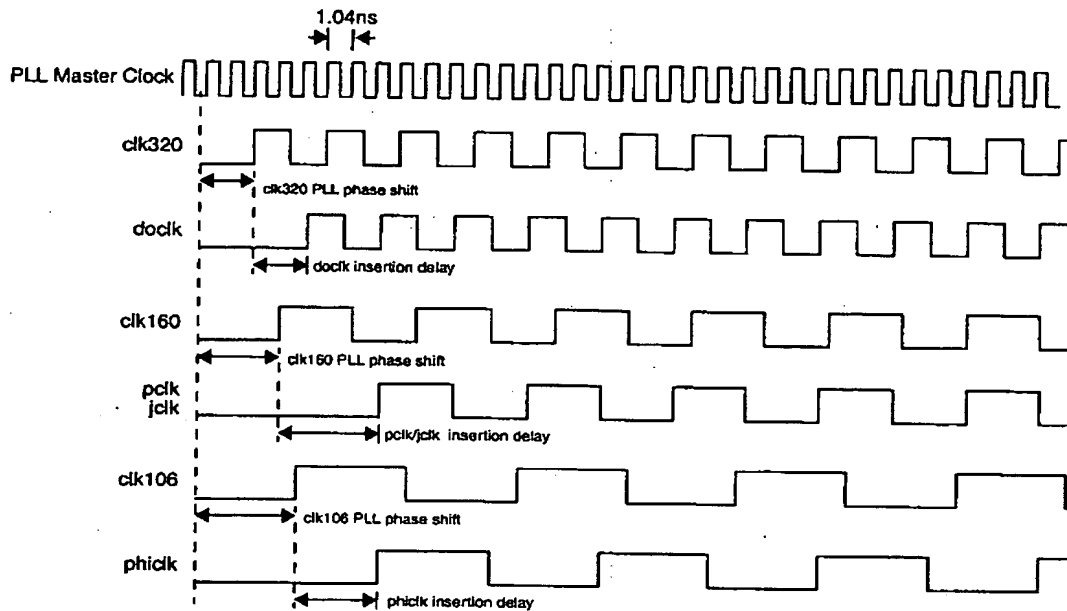 1.04ns
PLL Master Clock
clk320
clk320 PLL phase shift
doclk
doclk insertion delay
clk160
clk160 PLL phase shift
pclk
jclk
pclk/jclk insertion delay
clk106
clk106 PLL phase shift
phiclk
phiclk insertion delay